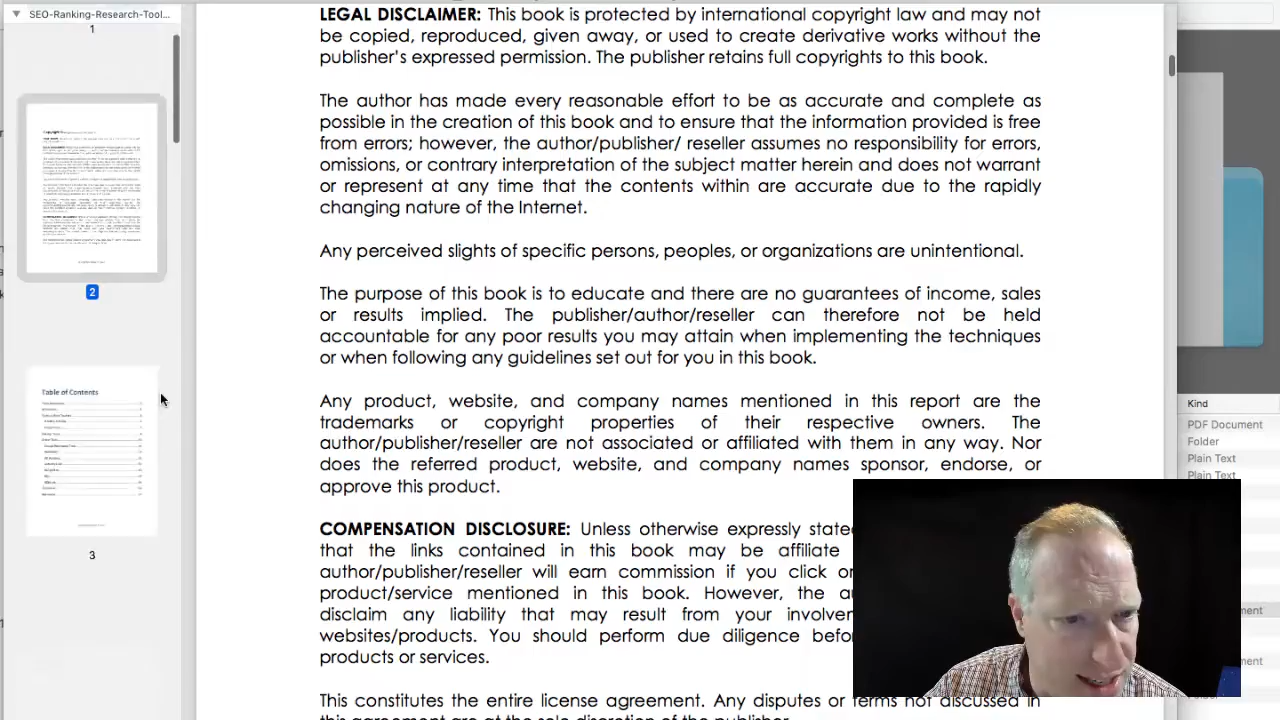 SEO-Ranking-Research-Tool...
1
2
Table of Contents
3
LEGAL DISCLAIMER: This book is protected by international copyright law and may not
be copied, reproduced, given away, or used to create derivative works without the
publisher's expressed permission. The publisher retains full copyrights to this book.
The author has made every reasonable effort to be as accurate and complete as
possible in the creation of this book and to ensure that the information provided is free
from errors; however, the author/publisher/ reseller assumes no responsibility for errors,
omissions, or contrary interpretation of the subject matter herein and does not warrant
or represent at any time that the contents within are accurate due to the rapidly
changing nature of the Internet.
Any perceived slights of specific persons, peoples, or organizations are unintentional.
The purpose of this book is to educate and there are no guarantees of income, sales
or results implied. The publisher/author/reseller can therefore not be held
accountable for any poor results you may attain when implementing the techniques
or when following any guidelines set out for you in this book.
Any product, website, and company names mentioned in this report are the
trademarks or copyright properties of their respective owners. The
author/publisher/reseller are not associated or affiliated with them in any way. Nor
does the referred product, website, and company names sponsor, endorse, or
approve this product.
COMPENSATION DISCLOSURE: Unless otherwise expressly state
that the links contained in this book may be affiliate
author/publisher/reseller will earn commission if you click or
product/service mentioned in this book. However, the a
disclaim any liability that may result from your involve
websites/products. You should perform due diligence befo
products or services.
This constitutes the entire license agreement. Any disputes or terms not discussed in
this agreement are at the sole discretion of the publisher.
Kind
PDF Document
Folder
Plain Text
Plain Text